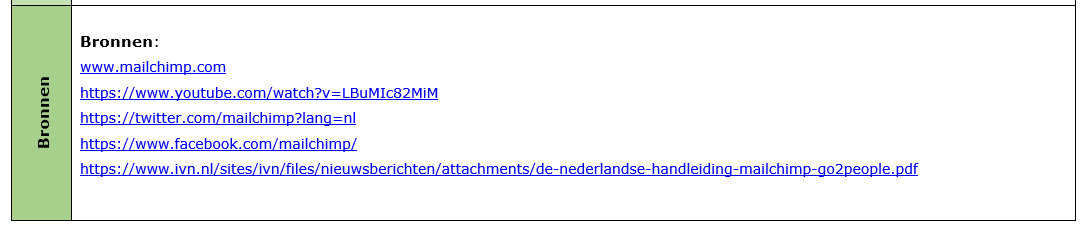 Bronnen
Bronnen:
www.mailchimp.com
https://www.youtube.com/watch?v=LBuMIc82MiM
https://twitter.com/mailchimp?lang=nl
https://www.facebook.com/mailchimp/
https://www.ivn.nl/sites/ivn/files/nieuwsberichten/attachments/de-nederlandse-handleiding-mailchimp-go2people.pdf